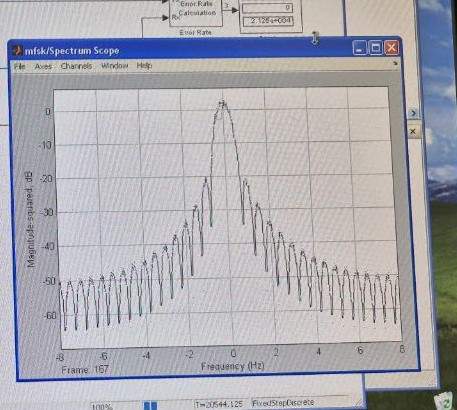 Error Rate
Calculation
Rx
Error Rate
0
2.128e+004
mfsk/Spectrum Scope
File Axes Channels Window Help
Magnitude-squared, dB
0
-10
-20
-30
-40
-50
-60
-8 -6 -4 -2 0 2 4 6 8
Frame: 167
Frequency (Hz)
100%
T=20544.125
FixedStepDiscrete